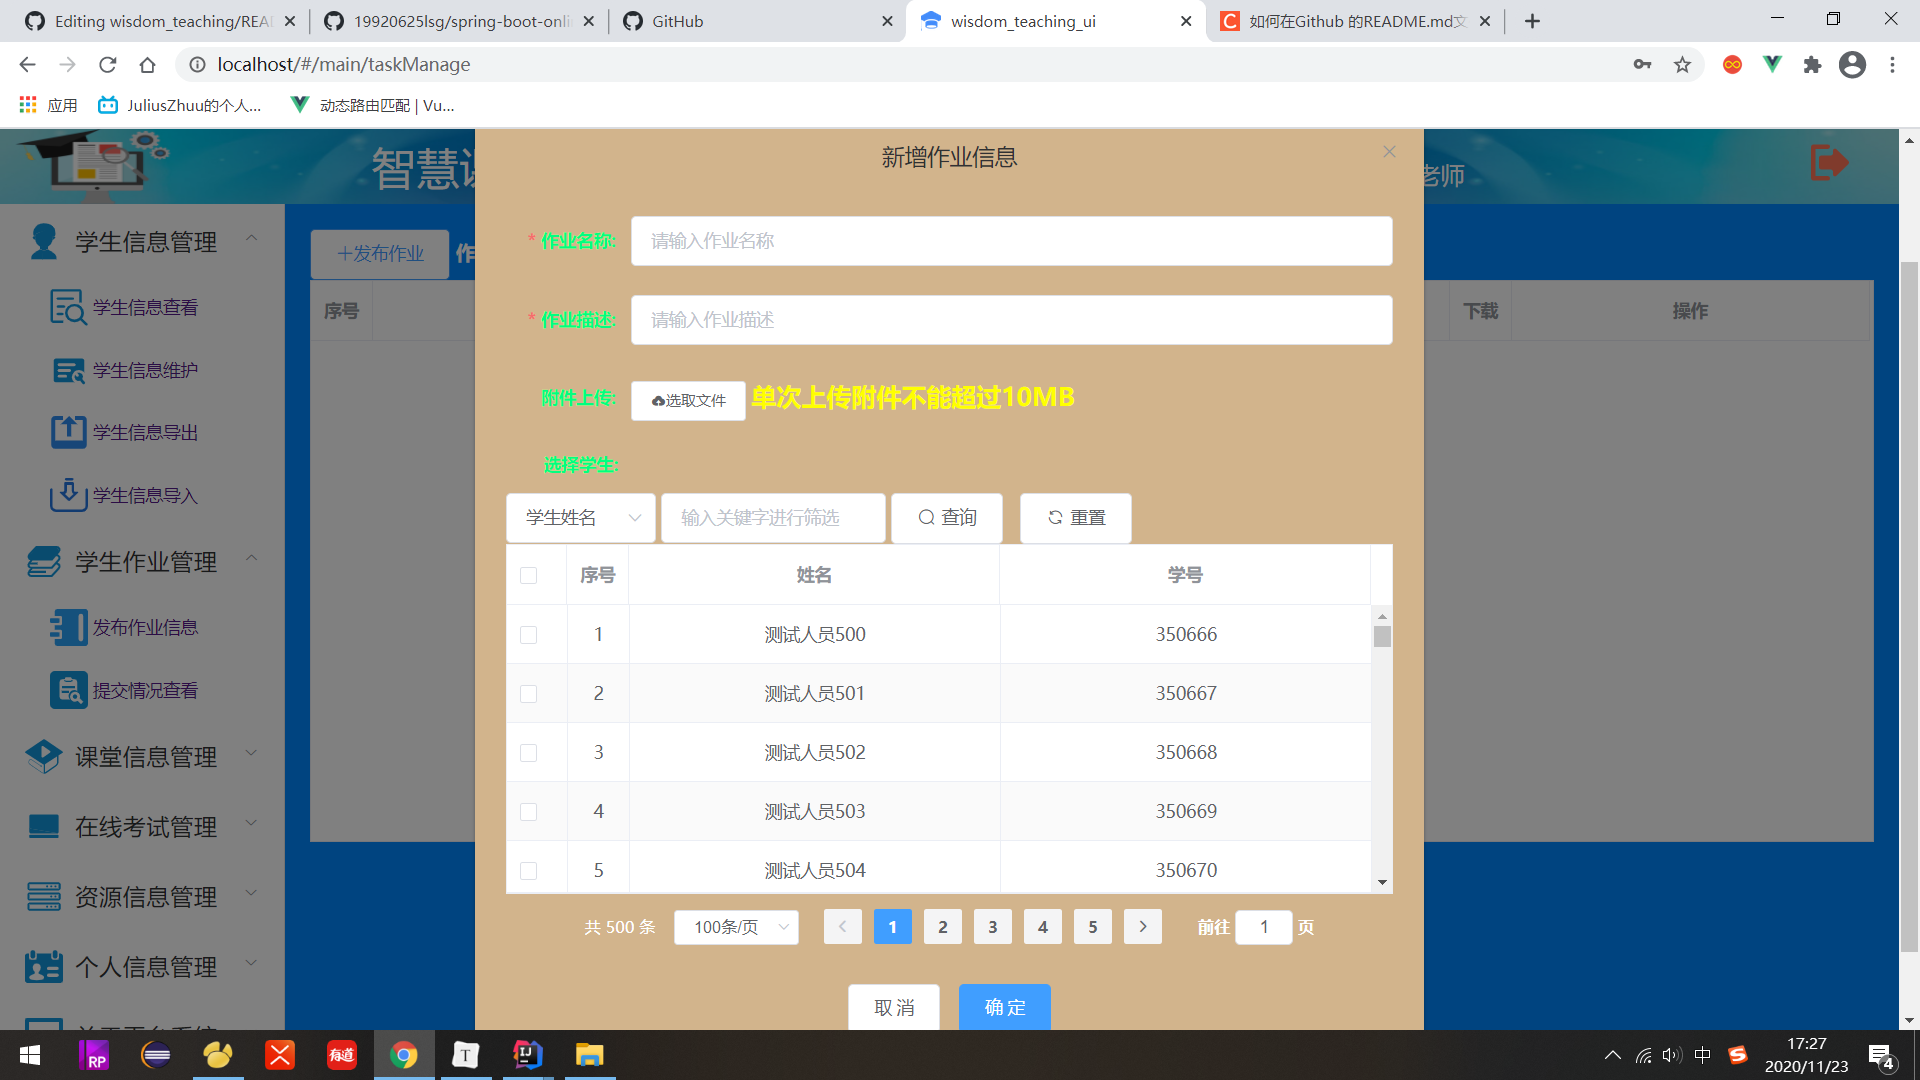 Editing wisdom_teaching/REA
19920625lsg/spring-boot-onli
GitHub
wisdom_teaching_ui
如何在Github 的README.md文
localhost/#/main/taskManage
应用
JuliusZhuu的个人...
动态路由匹配 | Vu...
智慧课
老师
学生信息管理
学生信息查看
学生信息维护
学生信息导出
学生信息导入
学生作业管理
发布作业信息
提交情况查看
课堂信息管理
在线考试管理
资源信息管理
个人信息管理
+发布作业
作
序号
下载
操作
新增作业信息
* 作业名称:
请输入作业名称
* 作业描述:
请输入作业描述
附件上传:
选取文件
单次上传附件不能超过10MB
选择学生:
学生姓名
输入关键字进行筛选
查询
重置
序号 姓名 学号
1 测试人员500 350666
2 测试人员501 350667
3 测试人员502 350668
4 测试人员503 350669
5 测试人员504 350670
共 500 条
100条/页
1 2 3 4 5
前往 1 页
取 消
确 定
RP
有道
T
IJ
中
S
17:27
2020/11/23
4